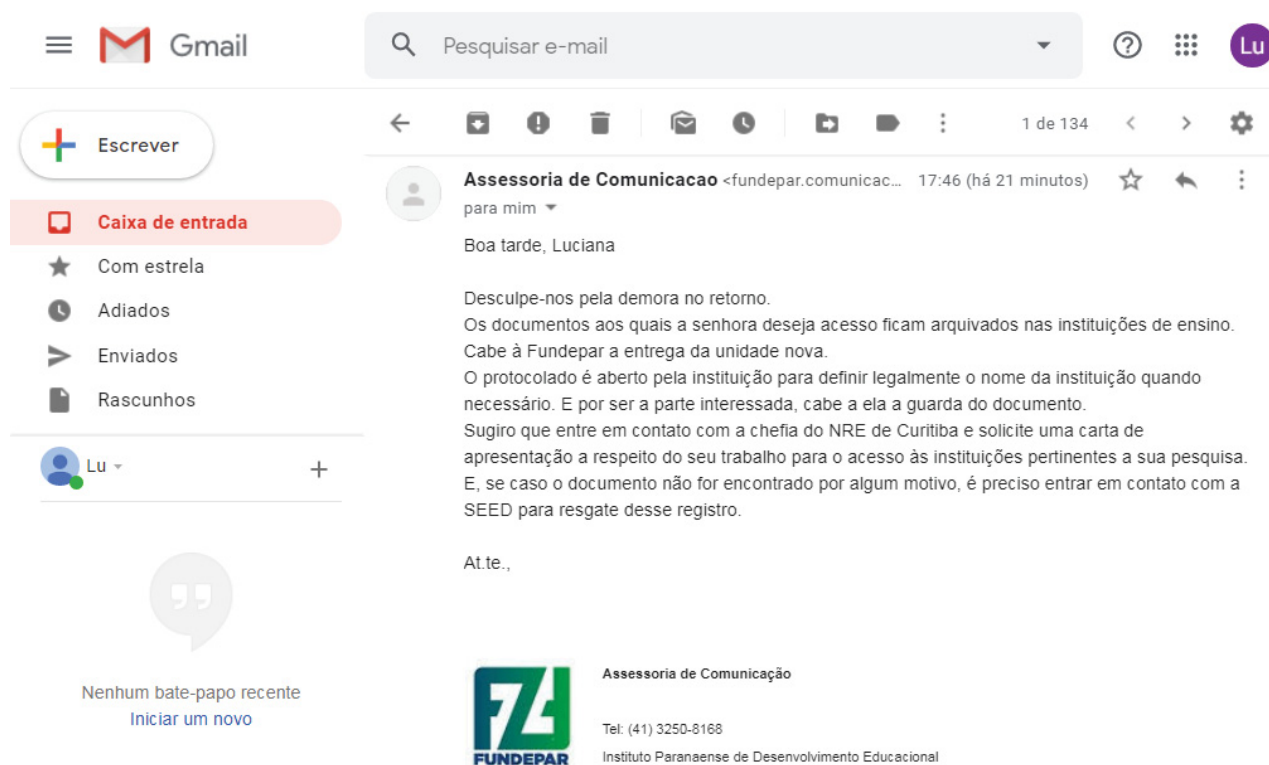 Gmail
Pesquisar e-mail
Lu
Escrever
1 de 134
Caixa de entrada
Com estrela
Adiados
Enviados
Rascunhos
Lu
Nenhum bate-papo recente
Iniciar um novo
Assessoria de Comunicacao <fundepar.comunicac... 17:46 (há 21 minutos)
para mim
Boa tarde, Luciana
Desculpe-nos pela demora no retorno.
Os documentos aos quais a senhora deseja acesso ficam arquivados nas instituições de ensino.
Cabe à Fundepar a entrega da unidade nova.
O protocolado é aberto pela instituição para definir legalmente o nome da instituição quando
necessário. E por ser a parte interessada, cabe a ela a guarda do documento.
Sugiro que entre em contato com a chefia do NRE de Curitiba e solicite uma carta de
apresentação a respeito do seu trabalho para o acesso às instituições pertinentes a sua pesquisa.
E, se caso o documento não for encontrado por algum motivo, é preciso entrar em contato com a
SEED para resgate desse registro.
At.te.,
FUNDEPAR
Assessoria de Comunicação
Tel: (41) 3250-8168
Instituto Paranaense de Desenvolvimento Educacional